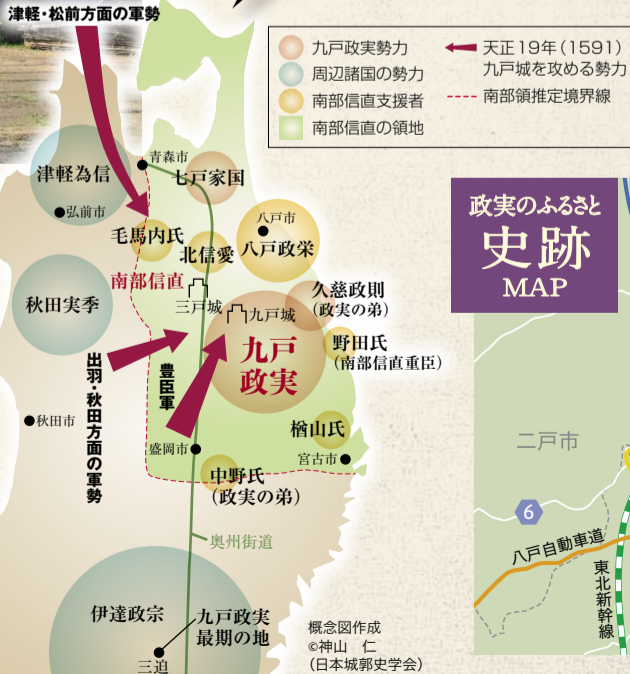 津軽・松前方面の軍勢
九戸政実勢力
周辺諸国の勢力
南部信直支援者
南部信直の領地
天正19年（1591）
九戸城を攻める勢力
南部領推定境界線
青森市
津軽為信
七戸家国
弘前市
八戸市
毛馬内氏
北信愛
八戸政栄
南部信直
三戸城
秋田実季
久慈政則
（政実の弟）
九戸城
九戸
政実
野田氏
（南部信直重臣）
出羽・秋田方面の軍勢
豊臣軍
秋田市
楢山氏
盛岡市
宮古市
中野氏
（政実の弟）
奥州街道
伊達政宗
九戸政実
最期の地
三迫
概念図作成
©神山　仁
（日本城郭史学会）
政実のふるさと
史跡
MAP
二戸市
6
八戸自動車道
東北新幹線